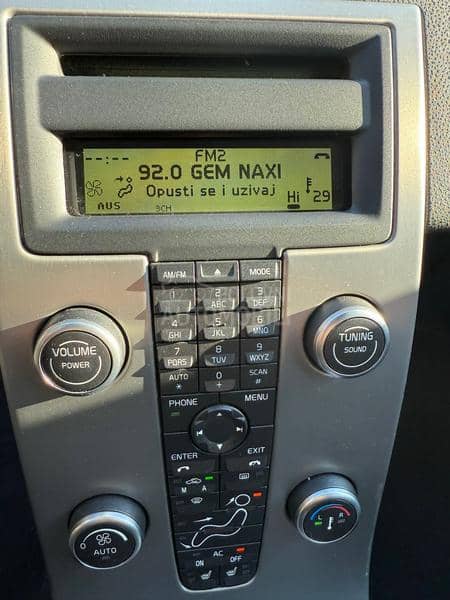 FM2
--:--
92.0 GEM NAXI
Opusti se i uzivaj
AUS
3CH
Hi
29
AM/FM
MODE
1
2 ABC
3 DEF
4 GHI
5 JKL
6 MNO
7 PQRS
8 TUV
9 WXYZ
AUTO *
0 +
SCAN #
VOLUME
POWER
TUNING
SOUND
PHONE
MENU
ENTER
EXIT
M A
AUTO
0
L R
AC
ON
OFF